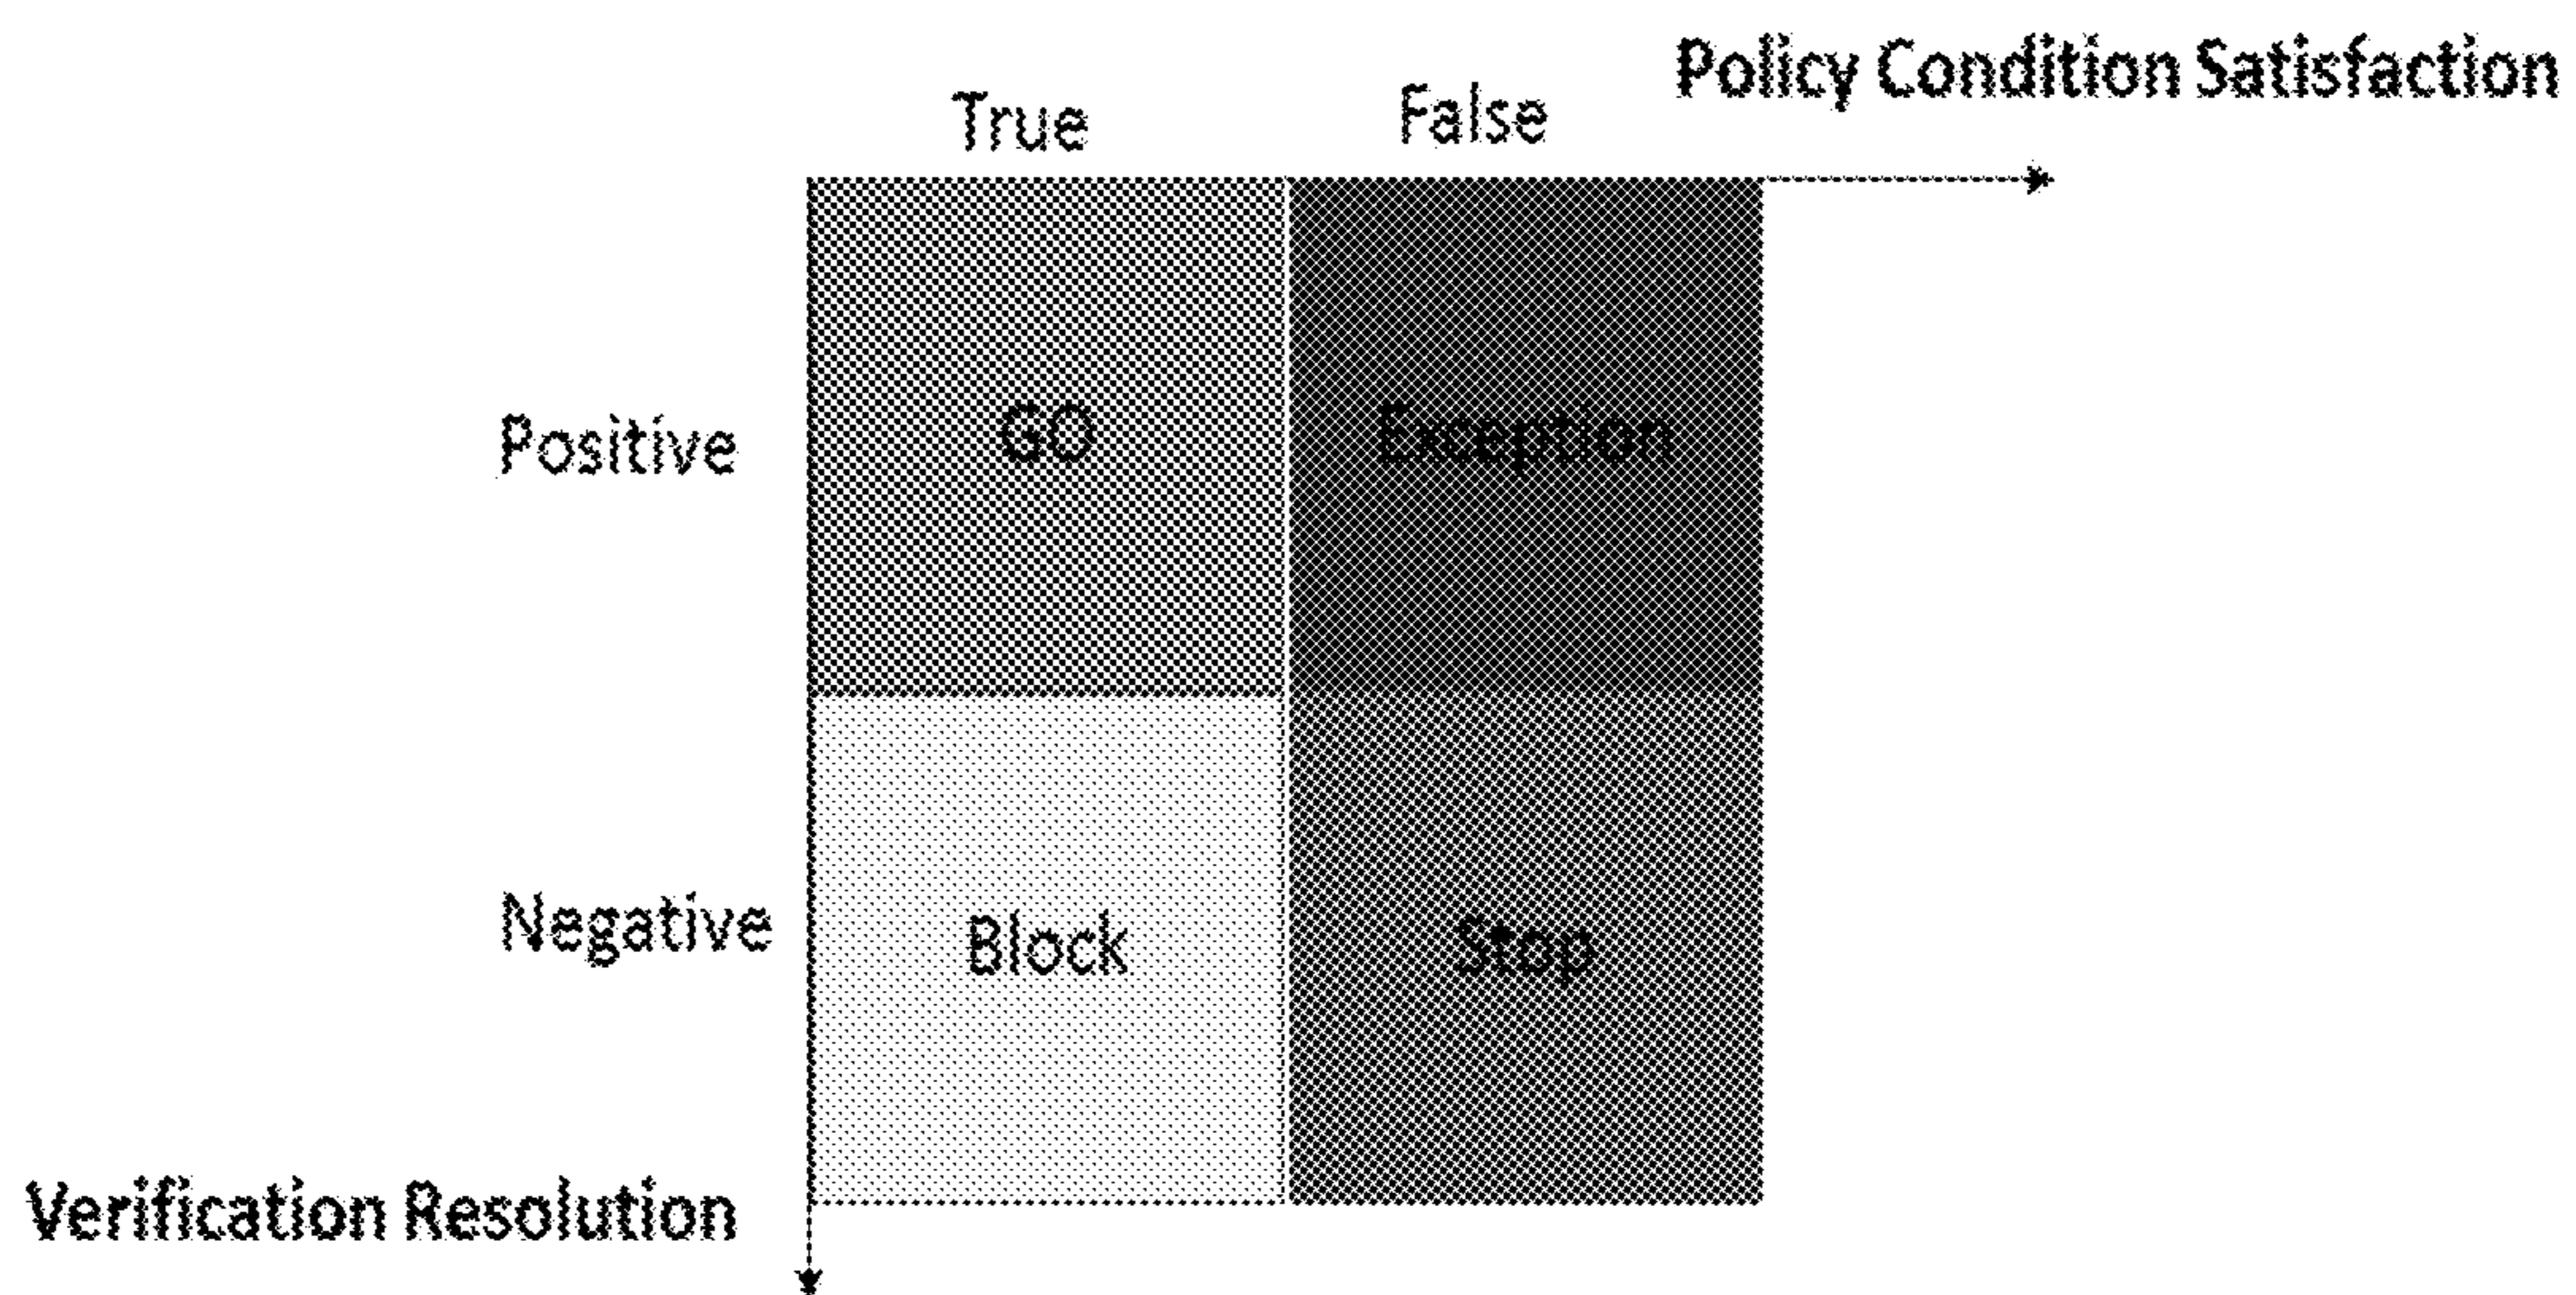 Policy Condition Satisfaction
True False
Positive GO Exception
Negative Block Stop
Verification Resolution